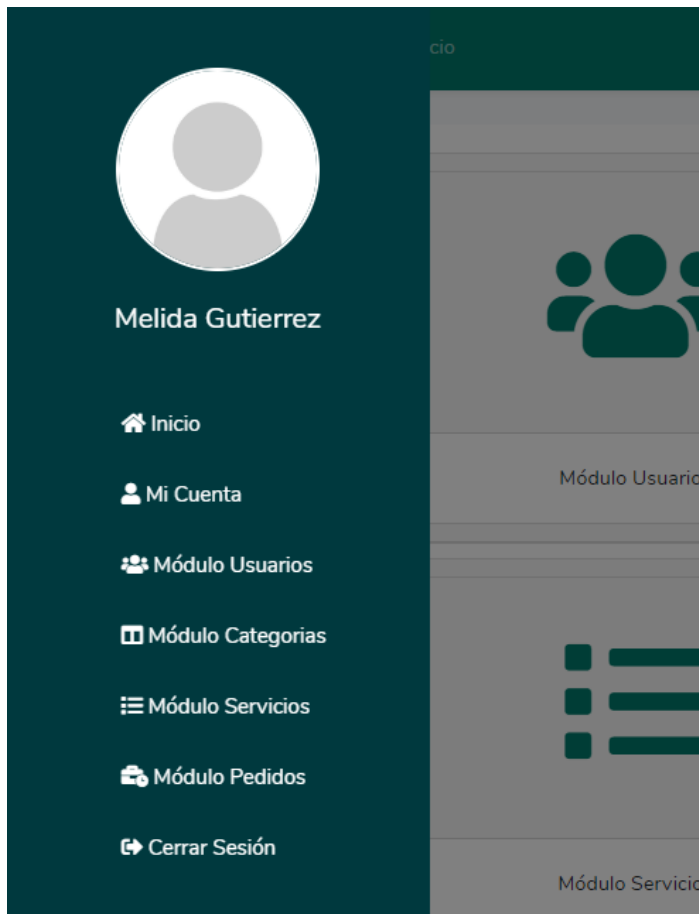 cio
Melida Gutierrez
Inicio
Mi Cuenta
Módulo Usuarios
Módulo Categorias
Módulo Servicios
Módulo Pedidos
Cerrar Sesión
Módulo Usuario
Módulo Servicio